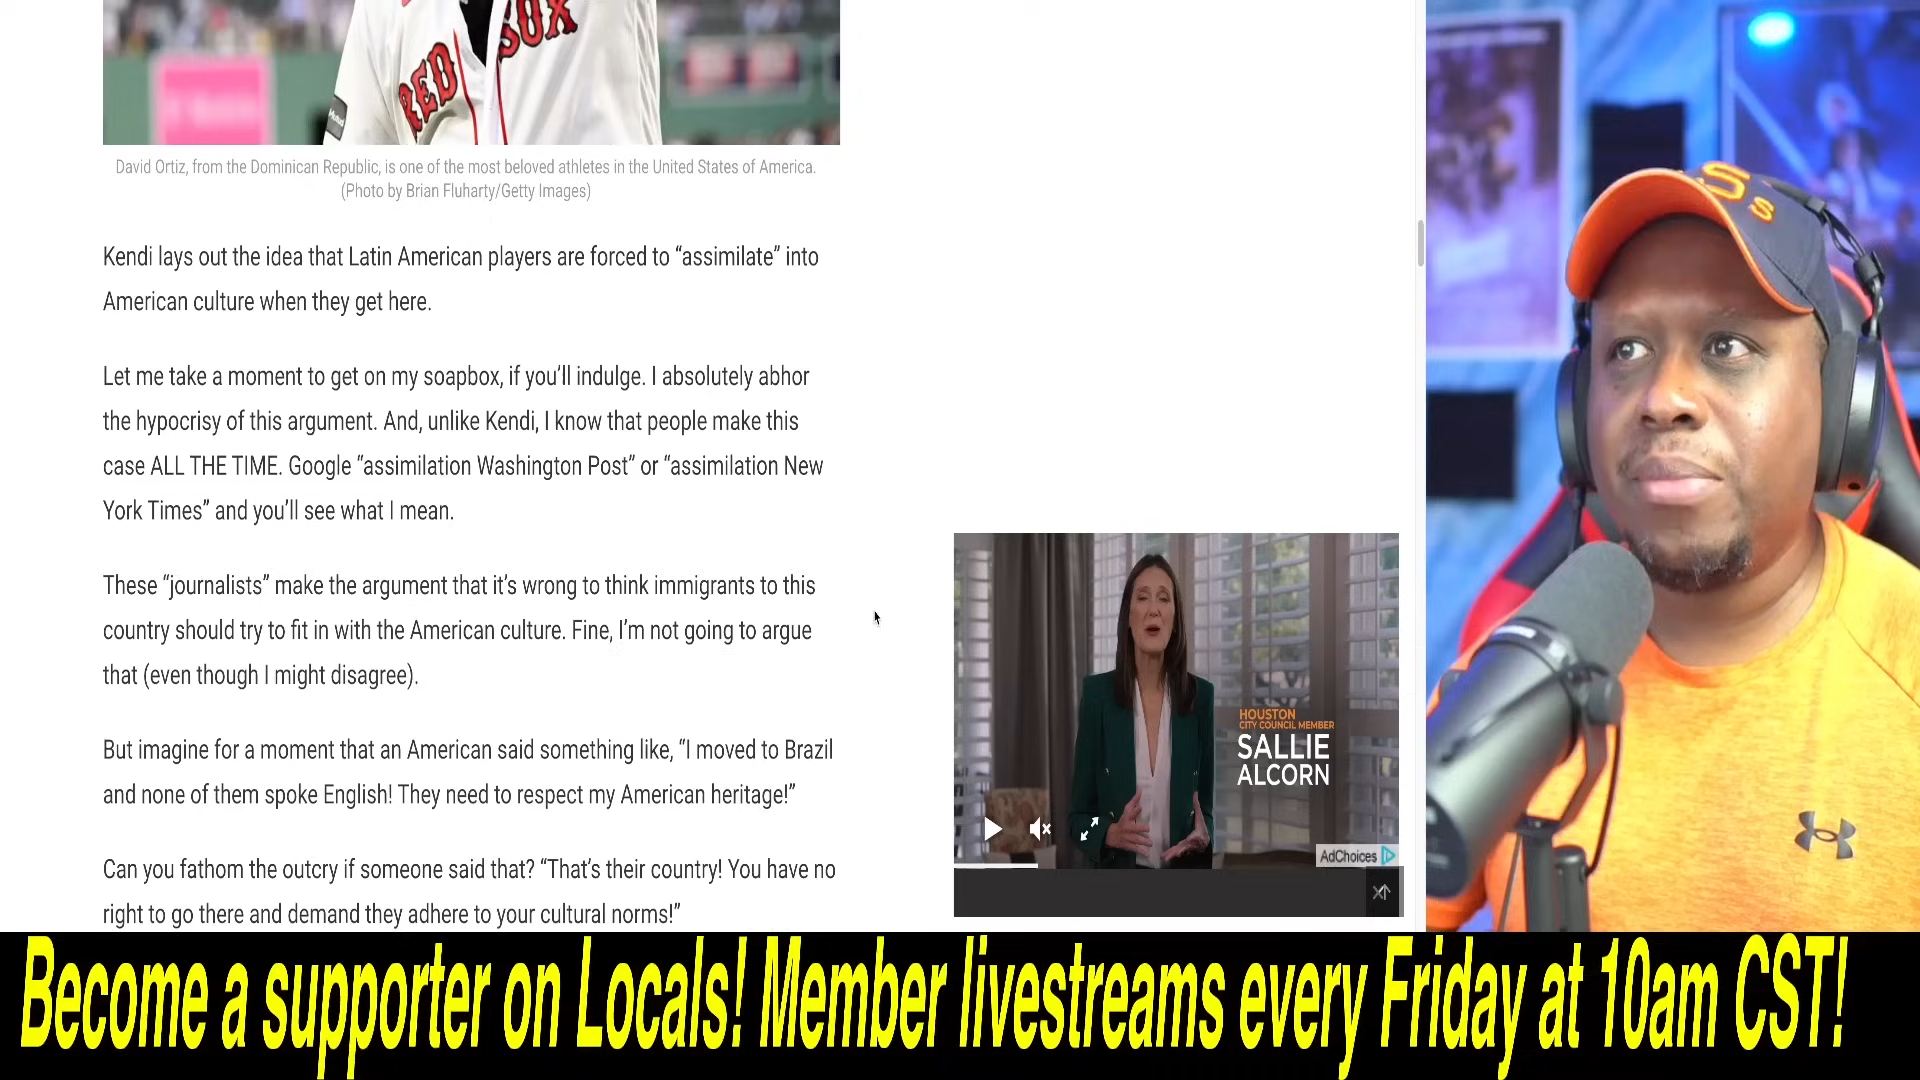 RED SOX
Mutual
David Ortiz, from the Dominican Republic, is one of the most beloved athletes in the United States of America.
(Photo by Brian Fluharty/Getty Images)
Kendi lays out the idea that Latin American players are forced to “assimilate” into
American culture when they get here.
Let me take a moment to get on my soapbox, if you’ll indulge. I absolutely abhor
the hypocrisy of this argument. And, unlike Kendi, I know that people make this
case ALL THE TIME. Google “assimilation Washington Post” or “assimilation New
York Times” and you’ll see what I mean.
These “journalists” make the argument that it’s wrong to think immigrants to this
country should try to fit in with the American culture. Fine, I’m not going to argue
that (even though I might disagree).
But imagine for a moment that an American said something like, “I moved to Brazil
and none of them spoke English! They need to respect my American heritage!”
Can you fathom the outcry if someone said that? “That’s their country! You have no
right to go there and demand they adhere to your cultural norms!”
HOUSTON
CITY COUNCIL MEMBER
SALLIE
ALCORN
AdChoices
S s
Become a supporter on Locals! Member livestreams every Friday at 10am CST!